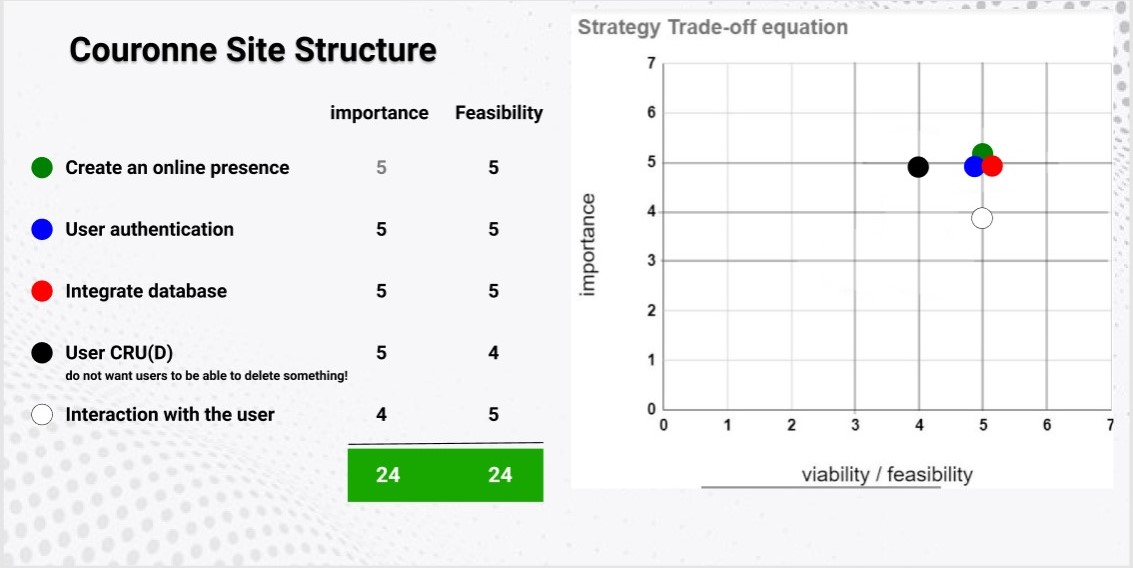 Couronne Site Structure
importance Feasibility
Create an online presence 5 5
User authentication 5 5
Integrate database 5 5
User CRU(D) 5 4
do not want users to be able to delete something!
Interaction with the user 4 5
24 24
Strategy Trade-off equation
7
6
5
4
3
2
1
0
0 1 2 3 4 5 6 7
importance
viability / feasibility